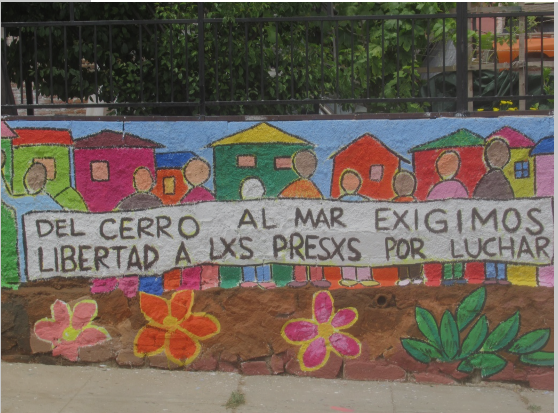 DEL CERRO AL MAR EXIGIMOS
LIBERTAD A LXS PRESXS POR LUCHAR